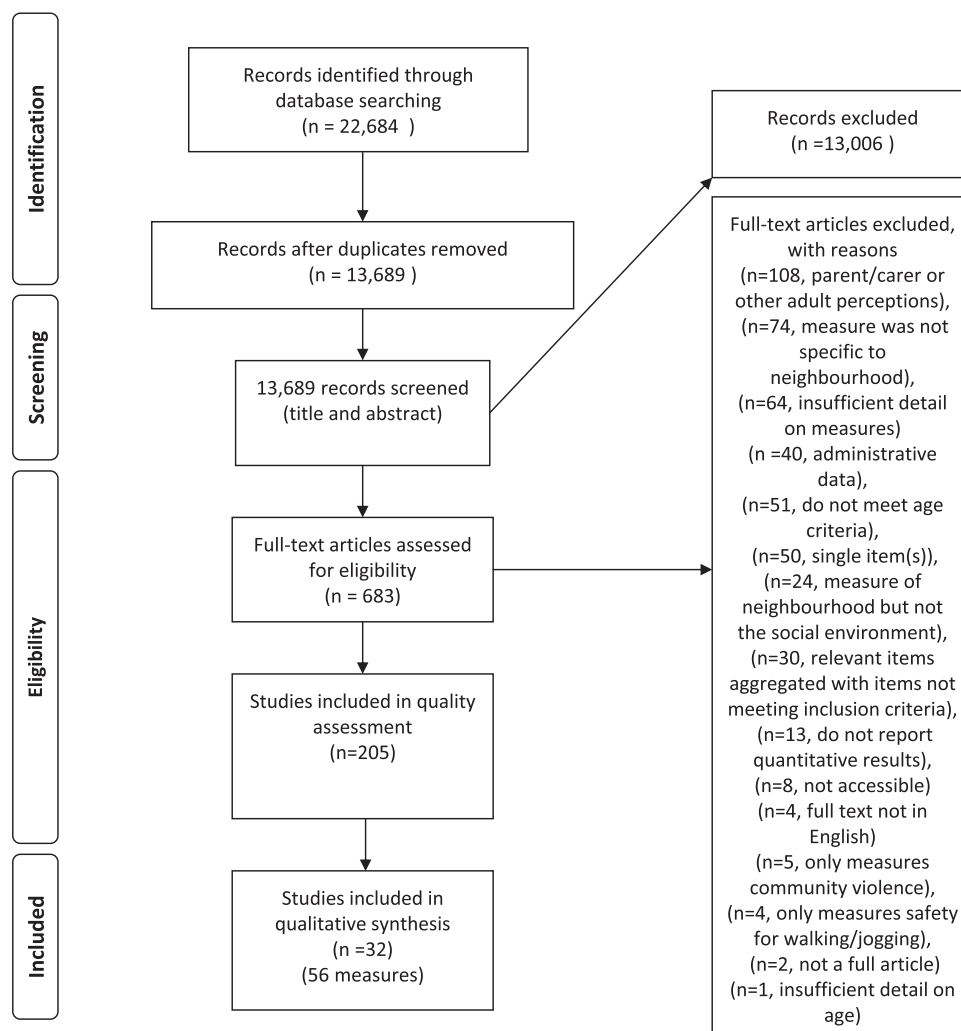 Identification
Records identified through
database searching
(n = 22,684  )
Records after duplicates removed
(n = 13,689 )
Records excluded
(n =13,006 )
Screening
13,689 records screened
(title and abstract)
Eligibility
Full-text articles assessed
for eligibility
(n = 683)
Full-text articles excluded,
with reasons
(n=108, parent/carer or
other adult perceptions),
(n=74, measure was not
specific to
neighbourhood),
(n=64, insufficient detail
on measures)
(n =40, administrative
data),
(n=51, do not meet age
criteria),
(n=50, single item(s)),
(n=24, measure of
neighbourhood but not
the social environment),
(n=30, relevant items
aggregated with items not
meeting inclusion criteria),
(n=13, do not report
quantitative results),
(n=8, not accessible)
(n=4, full text not in
English)
(n=5, only measures
community violence),
(n=4, only measures safety
for walking/jogging),
(n=2, not a full article)
(n=1, insufficient detail on
age)
Studies included in quality
assessment
(n=205)
Included
Studies included in
qualitative synthesis
(n =32)
(56 measures)